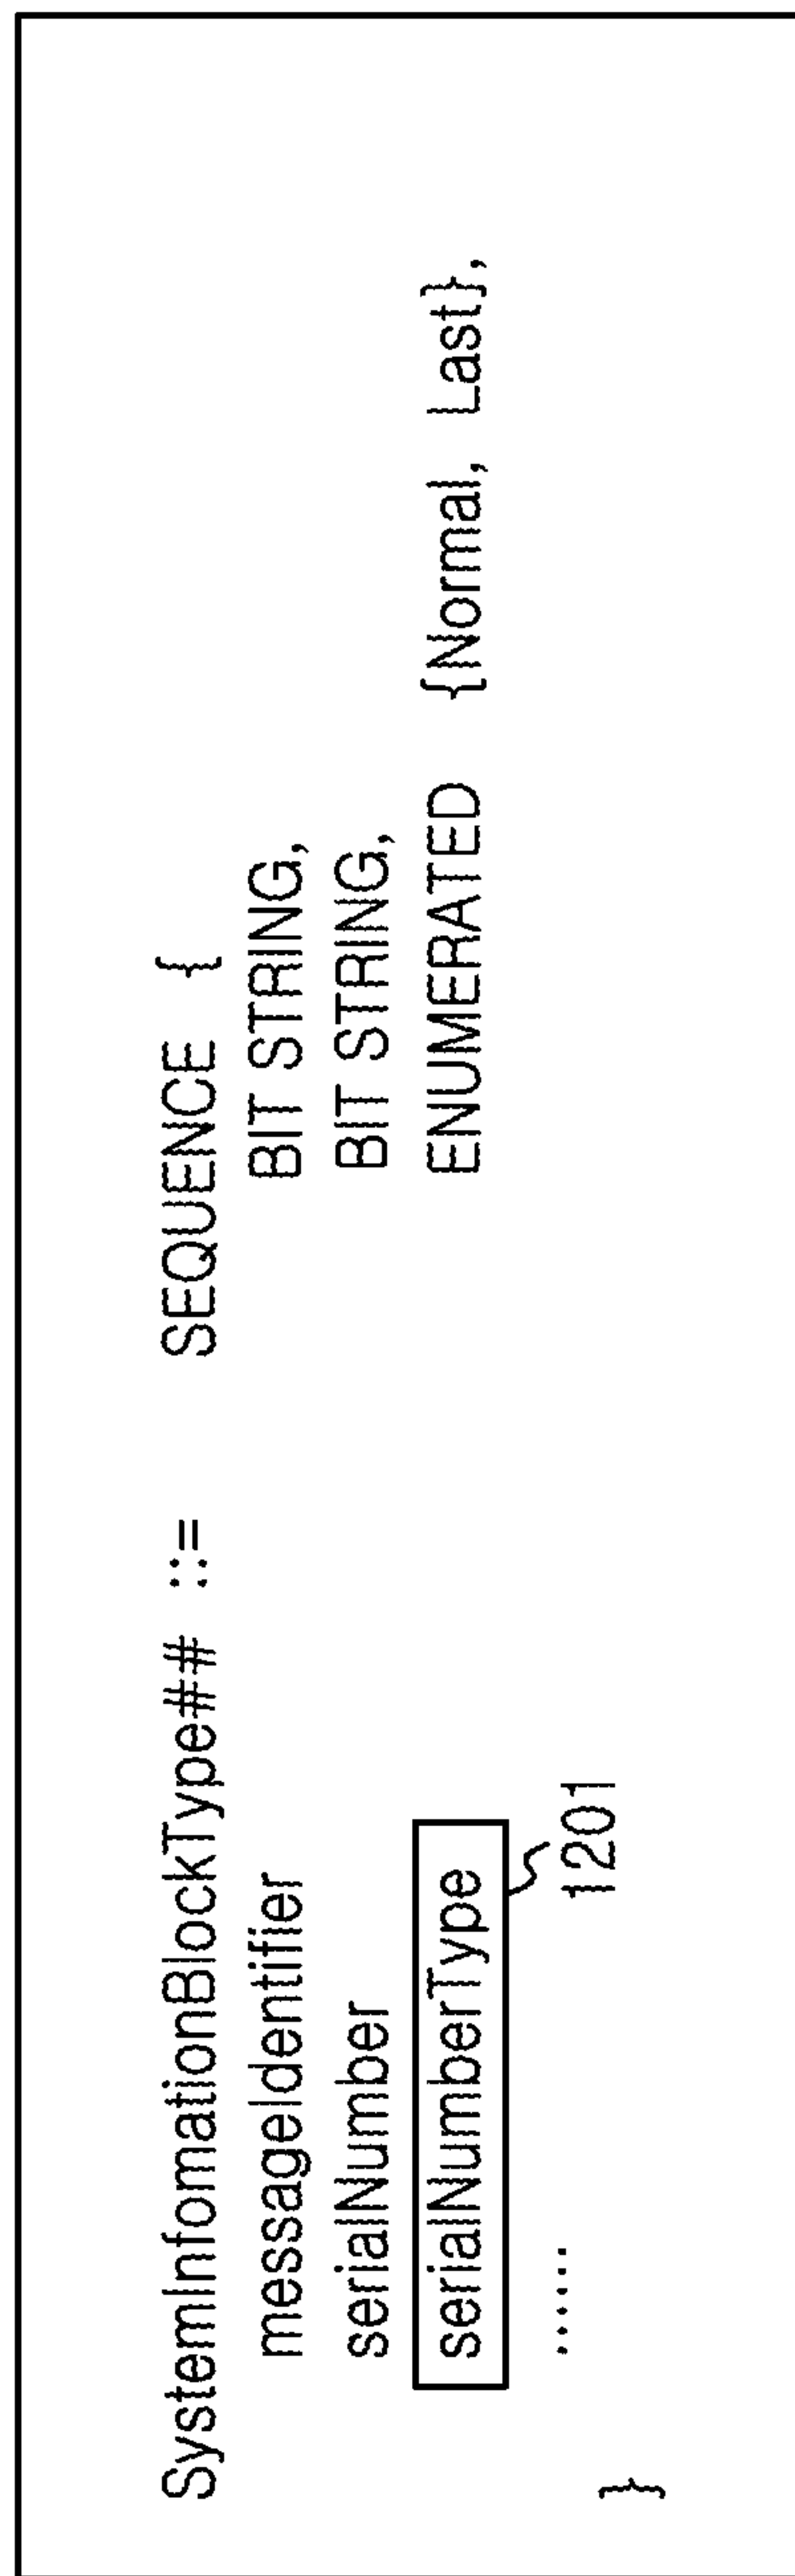 SystemInfomationBlockType## ::= SEQUENCE {
messageIdentifier BIT STRING,
serialNumber BIT STRING,
serialNumberType ENUMERATED {Normal, Last},
1201
......
}